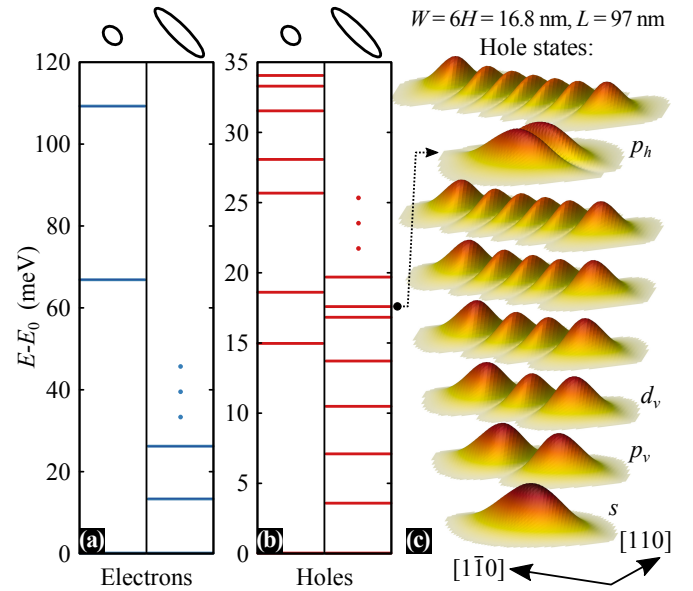 W = 6H = 16.8 nm, L = 97 nm
Hole states:
E-E₀ (meV)
120
100
80
60
40
20
0
(a)
Electrons
35
30
25
20
15
10
5
0
(b)
Holes
(c)
pₕ
dᵥ
pᵥ
s
[11̄0]
[110]